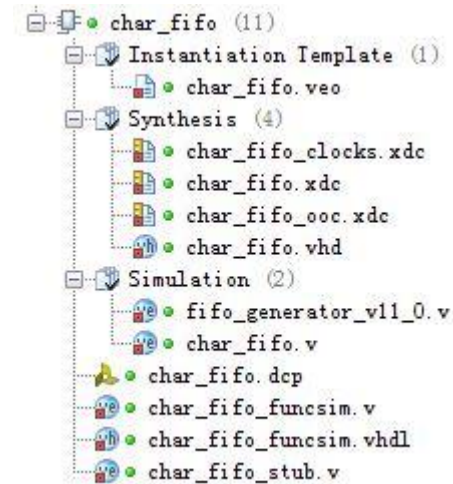 char_fifo (11)
Instantiation Template (1)
char_fifo.veo
Synthesis (4)
char_fifo_clocks.xdc
char_fifo.xdc
char_fifo_ooc.xdc
char_fifo.vhd
Simulation (2)
fifo_generator_v11_0.v
char_fifo.v
char_fifo.dcp
char_fifo_funcsim.v
char_fifo_funcsim.vhdl
char_fifo_stub.v